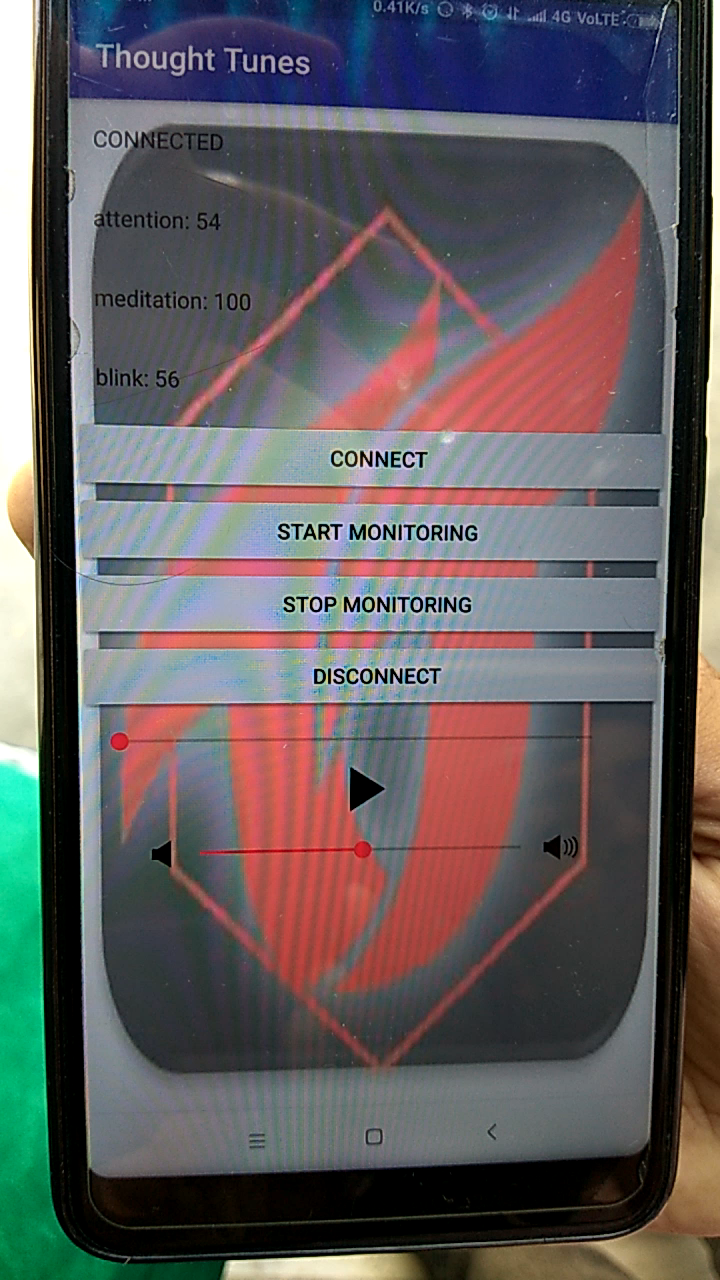 0.41K/s 4G VoLTE
Thought Tunes
CONNECTED
attention: 54
meditation: 100
blink: 56
CONNECT
START MONITORING
STOP MONITORING
DISCONNECT